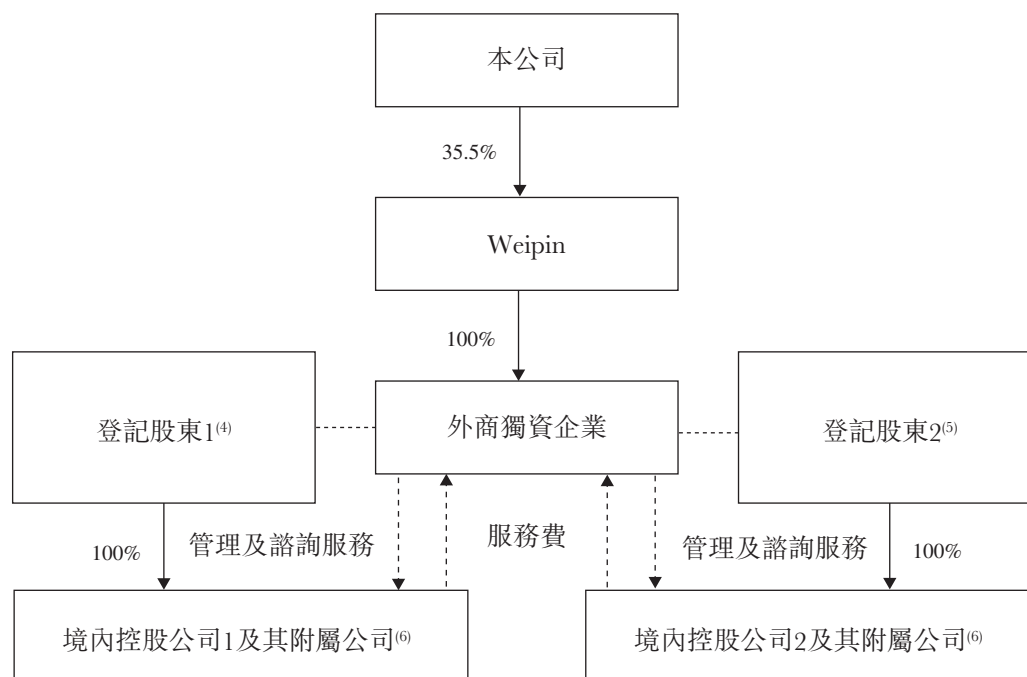 本公司
35.5%
Weipin
100%
登記股東1(4)
外商獨資企業
登記股東2(5)
100%
管理及諮詢服務
服務費
管理及諮詢服務
100%
境內控股公司1及其附屬公司(6)
境內控股公司2及其附屬公司(6)